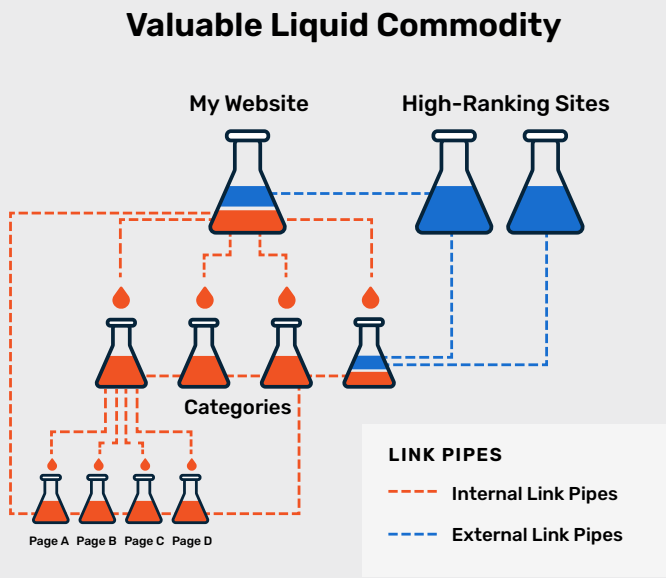 Valuable Liquid Commodity
My Website
High-Ranking Sites
Categories
Page A
Page B
Page C
Page D
LINK PIPES
Internal Link Pipes
External Link Pipes